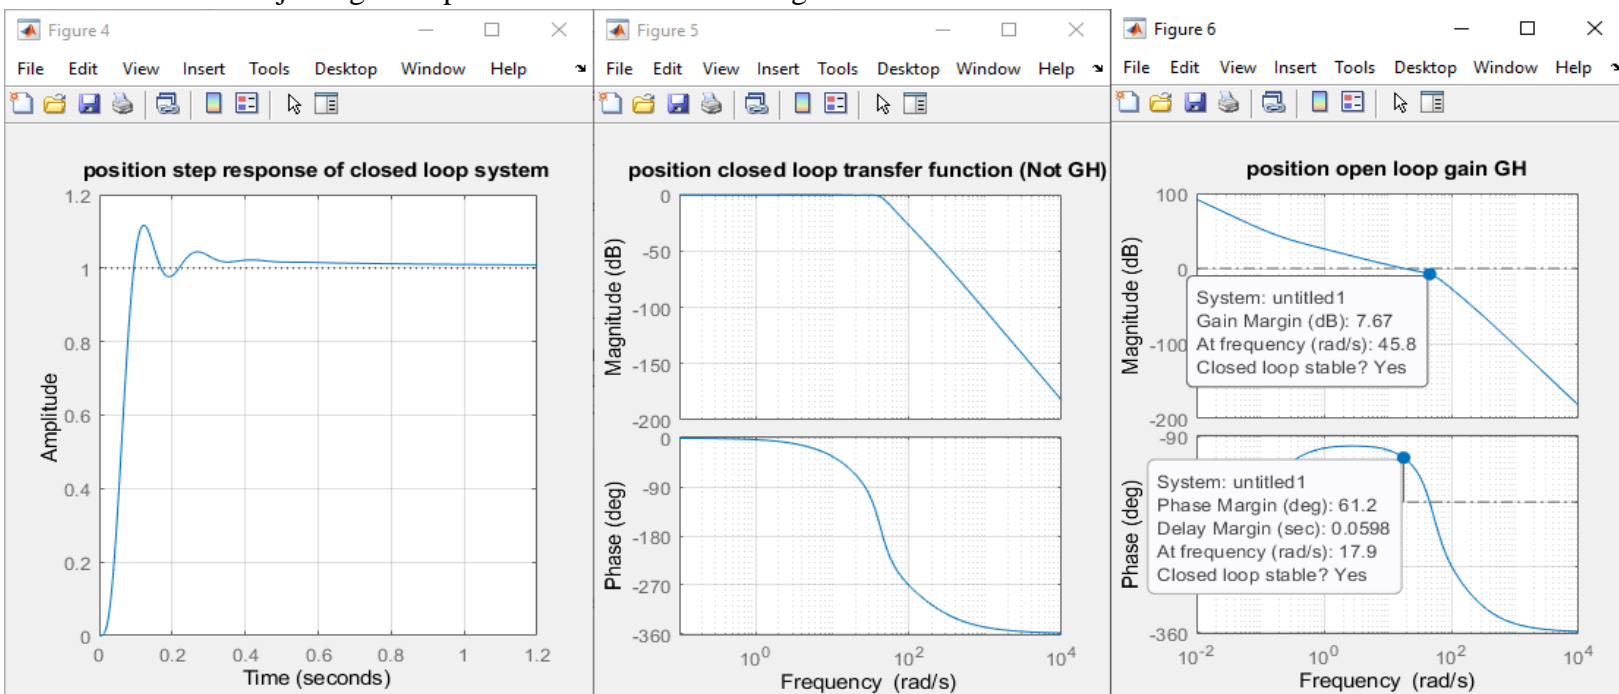 Figure 4
File Edit View Insert Tools Desktop Window Help
position step response of closed loop system
1.2
1
0.8
0.6
0.4
0.2
0
Amplitude
0 0.2 0.4 0.6 0.8 1 1.2
Time (seconds)
Figure 5
File Edit View Insert Tools Desktop Window Help
position closed loop transfer function (Not GH)
0
-50
-100
-150
-200
Magnitude (dB)
0
-90
-180
-270
-360
Phase (deg)
10^0 10^2 10^4
Frequency (rad/s)
Figure 6
File Edit View Insert Tools Desktop Window Help
position open loop gain GH
100
0
-100
-200
Magnitude (dB)
System: untitled1
Gain Margin (dB): 7.67
At frequency (rad/s): 45.8
Closed loop stable? Yes
-90
-360
Phase (deg)
System: untitled1
Phase Margin (deg): 61.2
Delay Margin (sec): 0.0598
At frequency (rad/s): 17.9
Closed loop stable? Yes
10^-2 10^0 10^2 10^4
Frequency (rad/s)